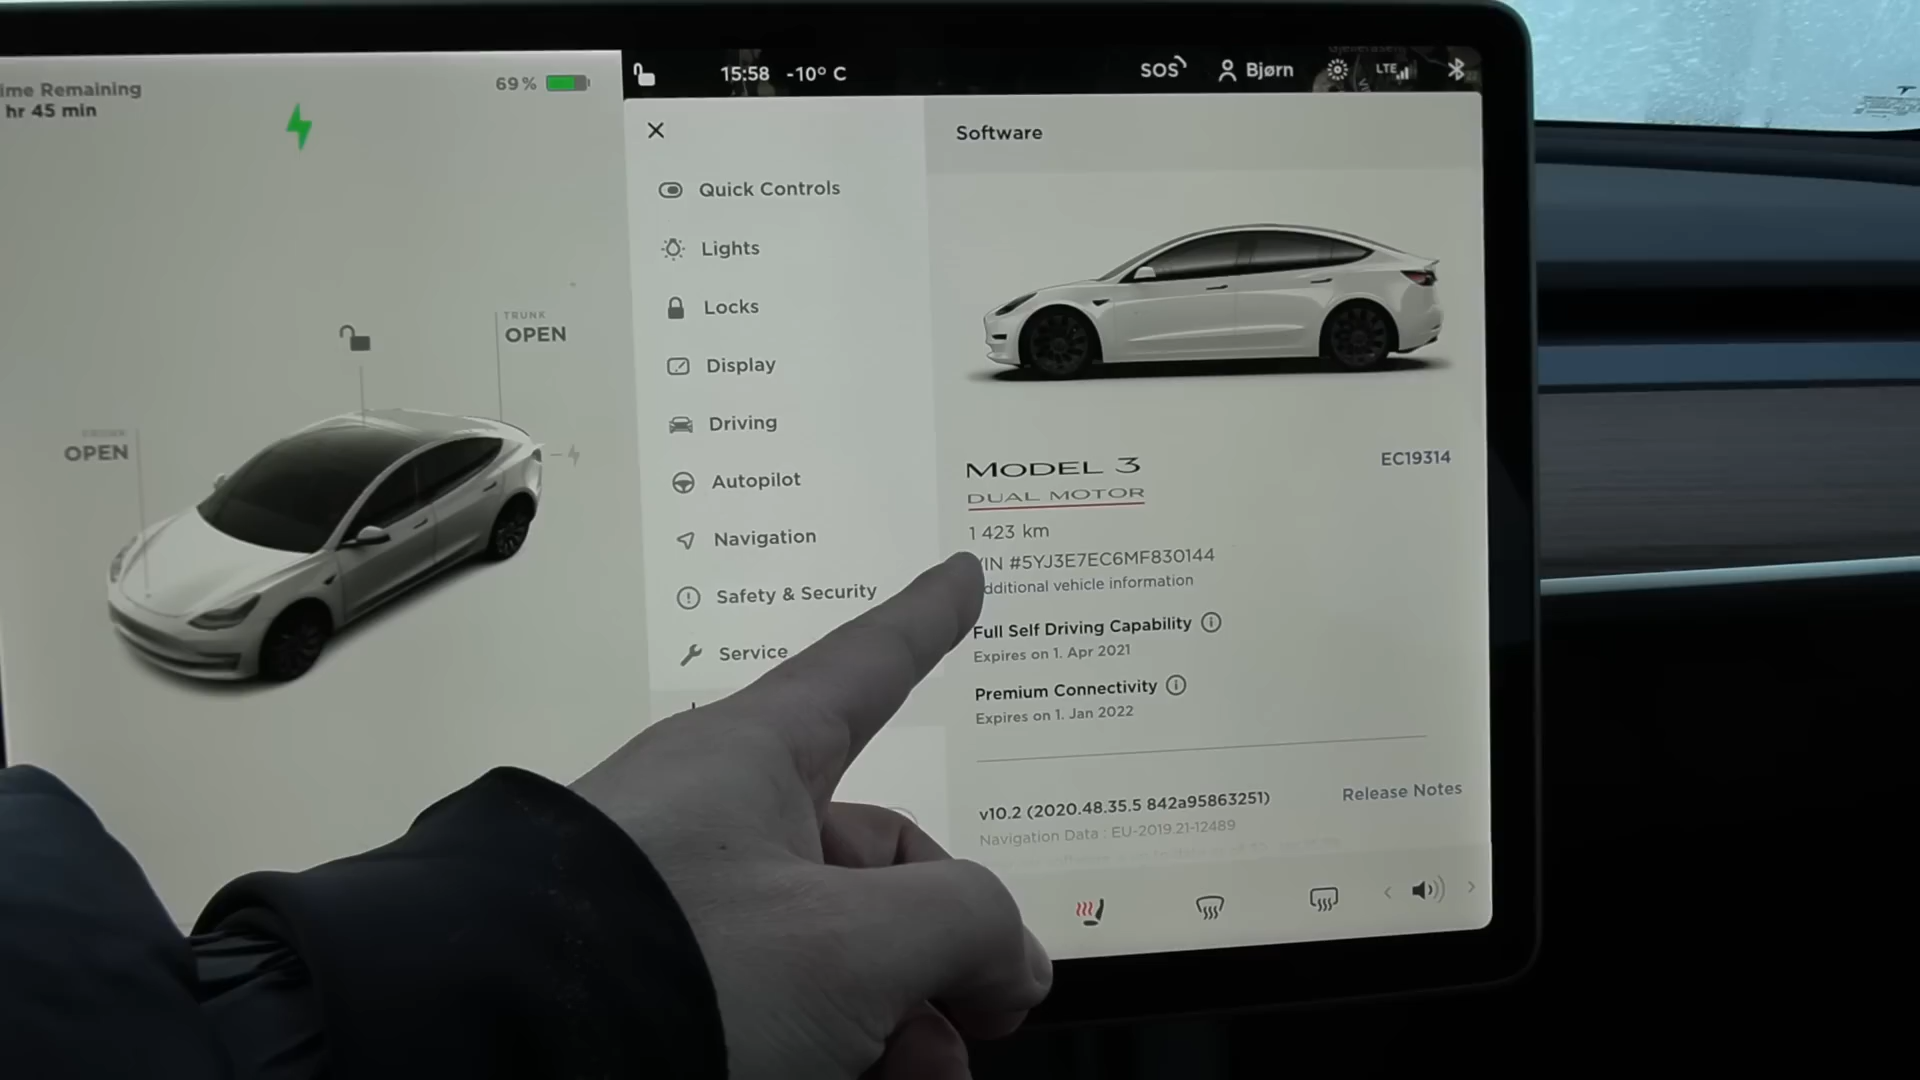 ime Remaining
hr 45 min
69 %
TRUNK
OPEN
OPEN
15:58 -10° C
SOS
Bjørn
LTE
Quick Controls
Lights
Locks
Display
Driving
Autopilot
Navigation
Safety & Security
Service
Software
MODEL 3
DUAL MOTOR
EC19314
1 423 km
VIN #5YJ3E7EC6MF830144
dditional vehicle information
Full Self Driving Capability
Expires on 1. Apr 2021
Premium Connectivity
Expires on 1. Jan 2022
v10.2 (2020.48.35.5 842a95863251)
Release Notes
Navigation Data : EU-2019.21-12489